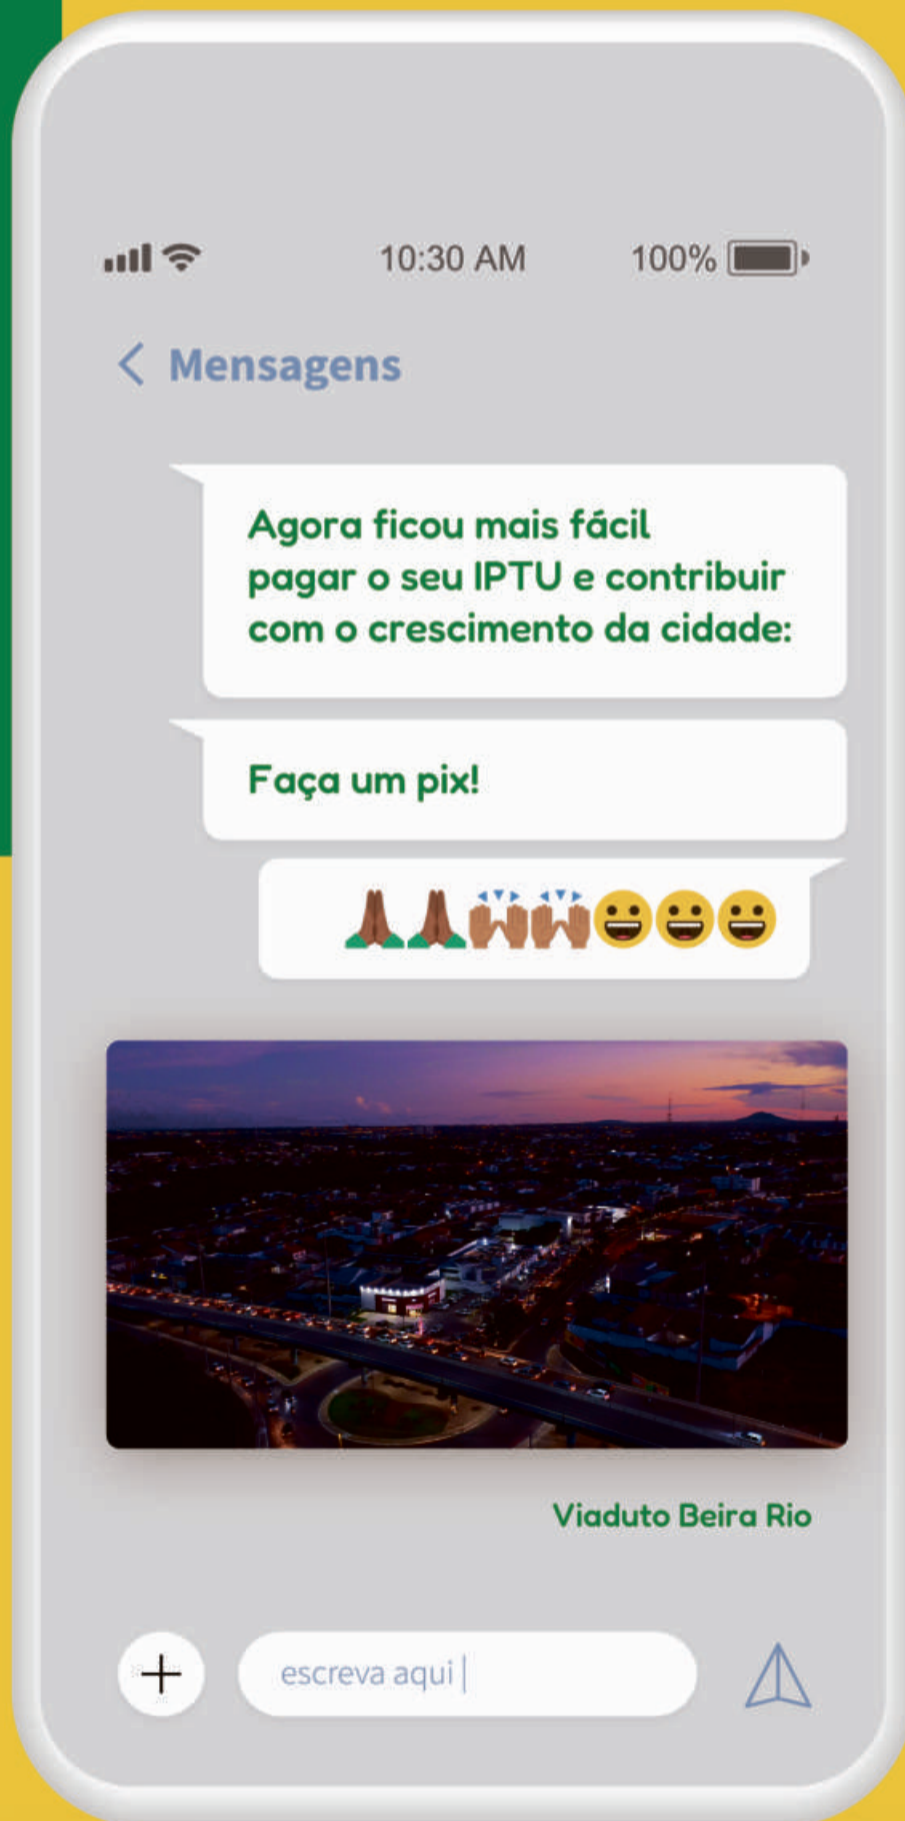 10:30 AM 100%
Mensagens
Agora ficou mais fácil
pagar o seu IPTU e contribuir
com o crescimento da cidade:
Faça um pix!
🙏🏾🙏🏾🙌🏽🙌🏽😀😀😀
Viaduto Beira Rio
escreva aqui |